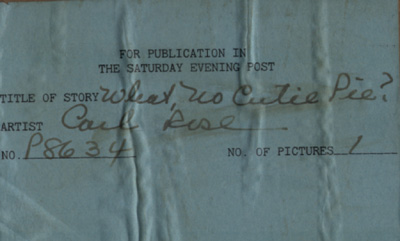 FOR PUBLICATION IN
THE SATURDAY EVENING POST
TITLE OF STORY What, No Cutie Pie?
ARTIST Carl Rose
NO. P8634 NO. OF PICTURES 1